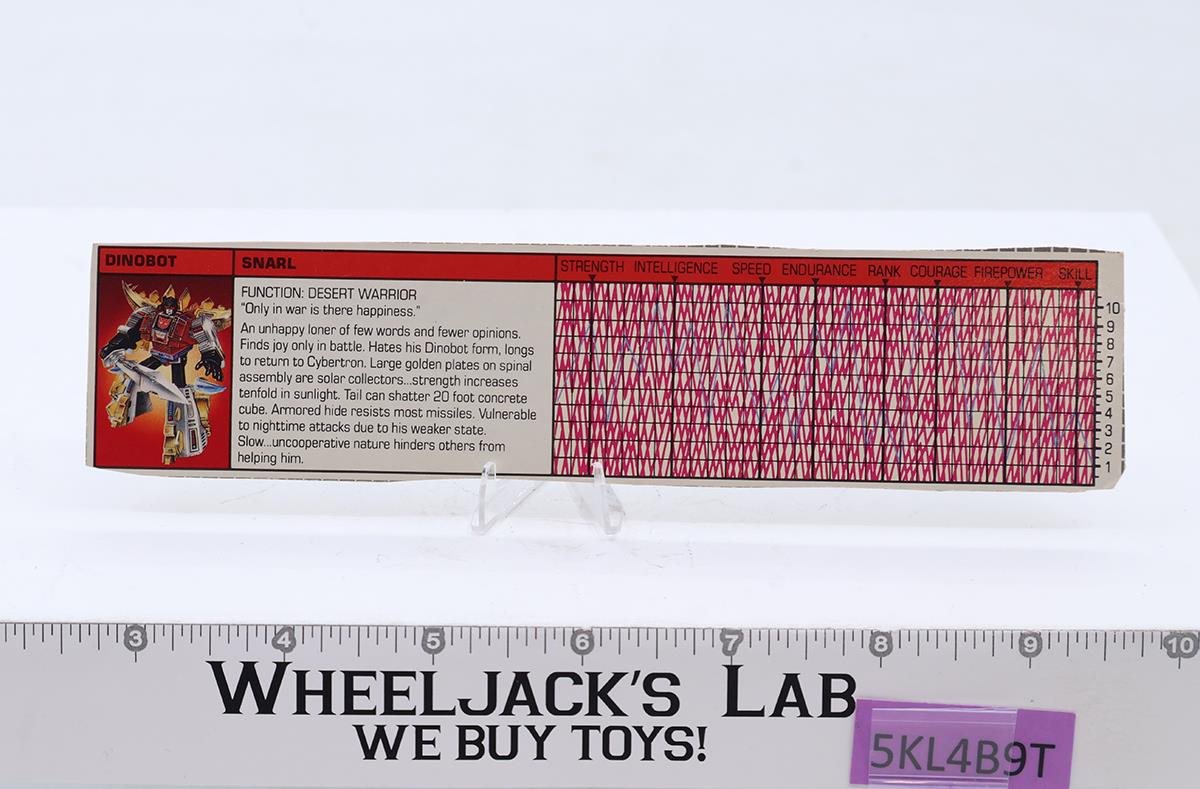 DINOBOT
SNARL
FUNCTION: DESERT WARRIOR
"Only in war is there happiness."
An unhappy loner of few words and fewer opinions.
Finds joy only in battle. Hates his Dinobot form, longs
to return to Cybertron. Large golden plates on spinal
assembly are solar collectors...strength increases
tenfold in sunlight. Tail can shatter 20 foot concrete
cube. Armored hide resists most missiles. Vulnerable
to nighttime attacks due to his weaker state.
Slow...uncooperative nature hinders others from
helping him.
STRENGTH INTELLIGENCE SPEED ENDURANCE RANK COURAGE FIREPOWER SKILL
10
9
8
7
6
5
4
3
2
1
3 4 5 6 7 8 9 10
WHEELJACK'S LAB
WE BUY TOYS!
5KL4B9T